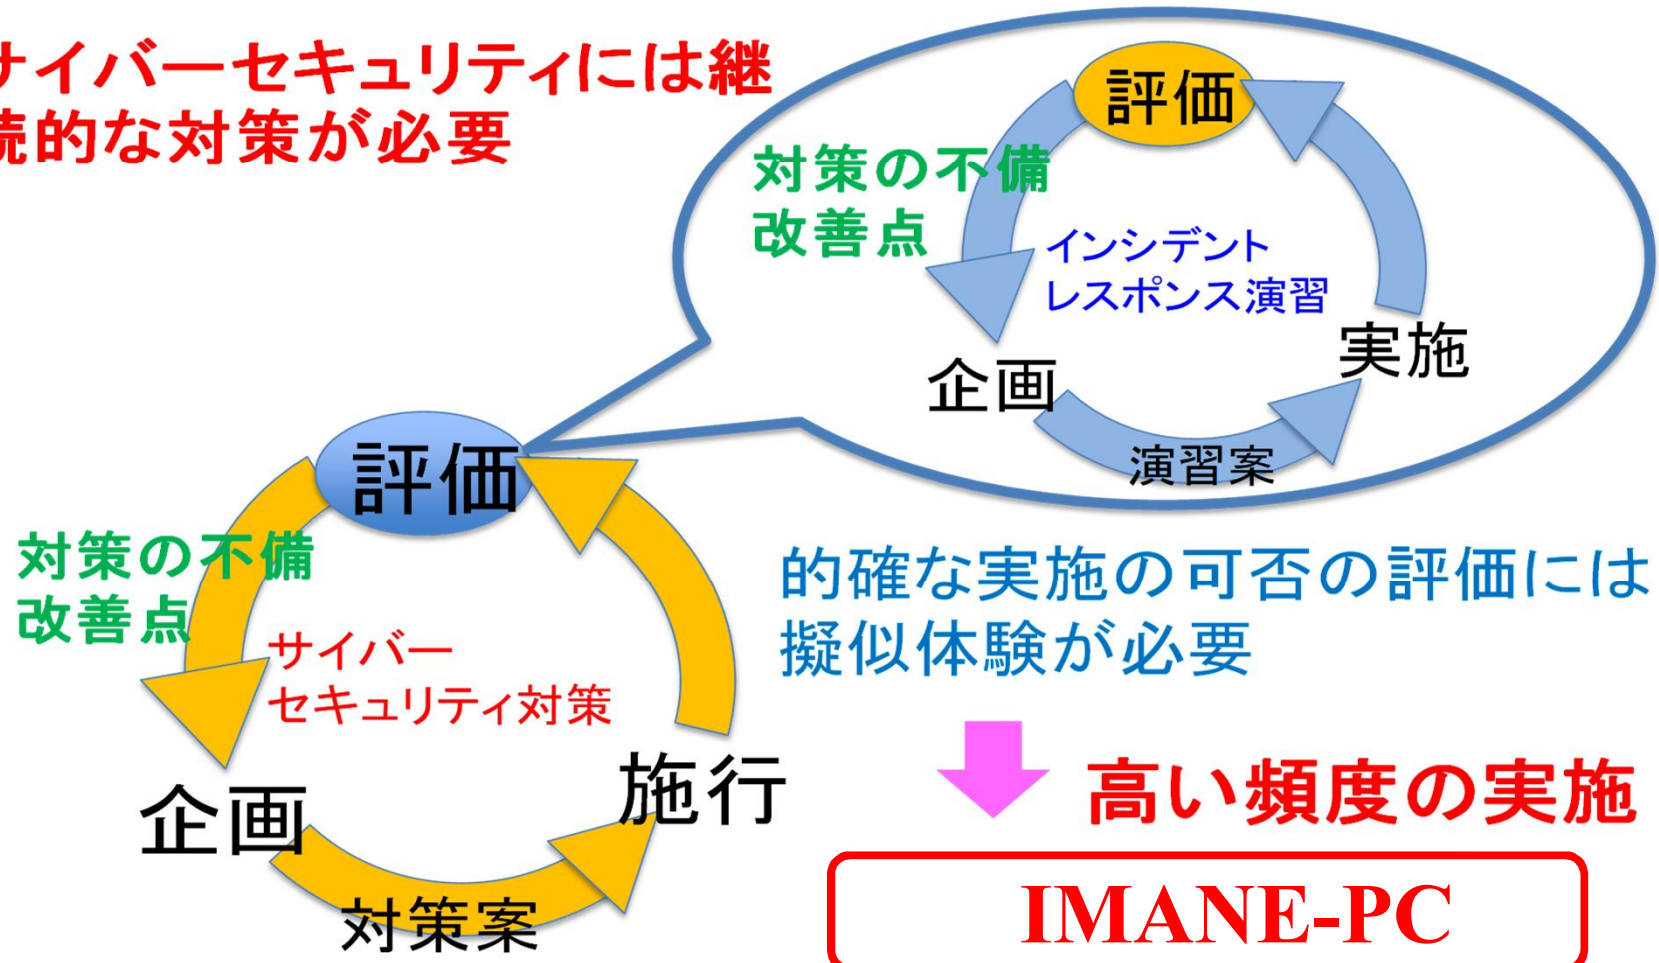 サイバーセキュリティには継
続的な対策が必要
評価
対策の不備
改善点
インシデント
レスポンス演習
企画
実施
演習案
評価
対策の不備
改善点
サイバー
セキュリティ対策
企画
施行
対策案
的確な実施の可否の評価には
擬似体験が必要
高い頻度の実施
IMANE-PC